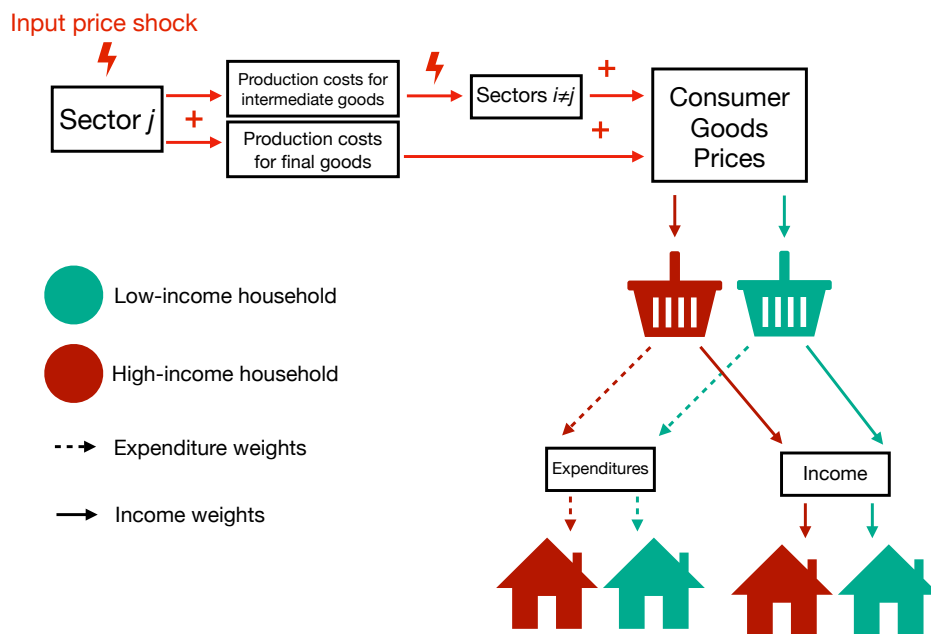 Input price shock
Sector j
+
Production costs for
intermediate goods
Production costs
for final goods
Sectors i≠j
+
+
Consumer
Goods
Prices
Low-income household
High-income household
Expenditure weights
Income weights
Expenditures
Income